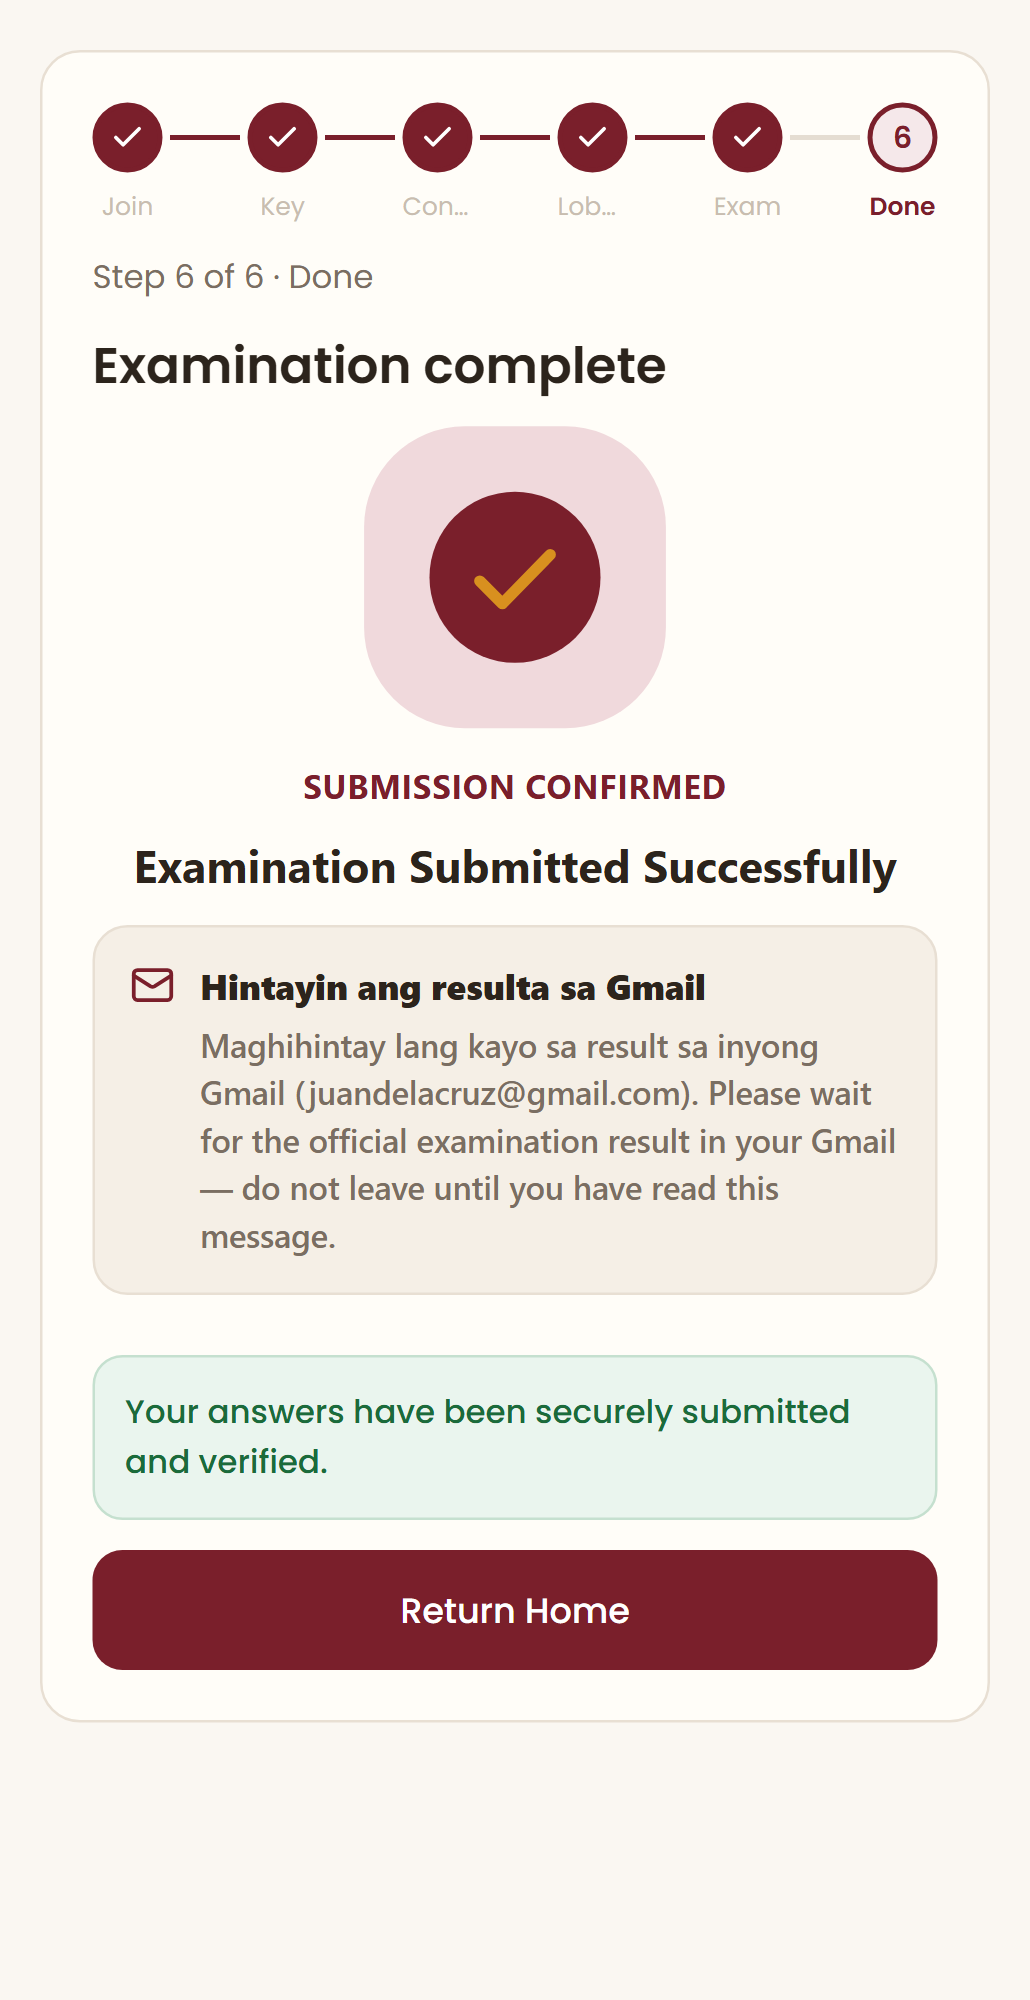 6
Join
Key
Con...
Lob...
Exam
Done
Step 6 of 6 · Done
Examination complete
SUBMISSION CONFIRMED
Examination Submitted Successfully
Hintayin ang resulta sa Gmail
Maghihintay lang kayo sa result sa inyong
Gmail (juandelacruz@gmail.com). Please wait
for the official examination result in your Gmail
— do not leave until you have read this
message.
Your answers have been securely submitted
and verified.
Return Home